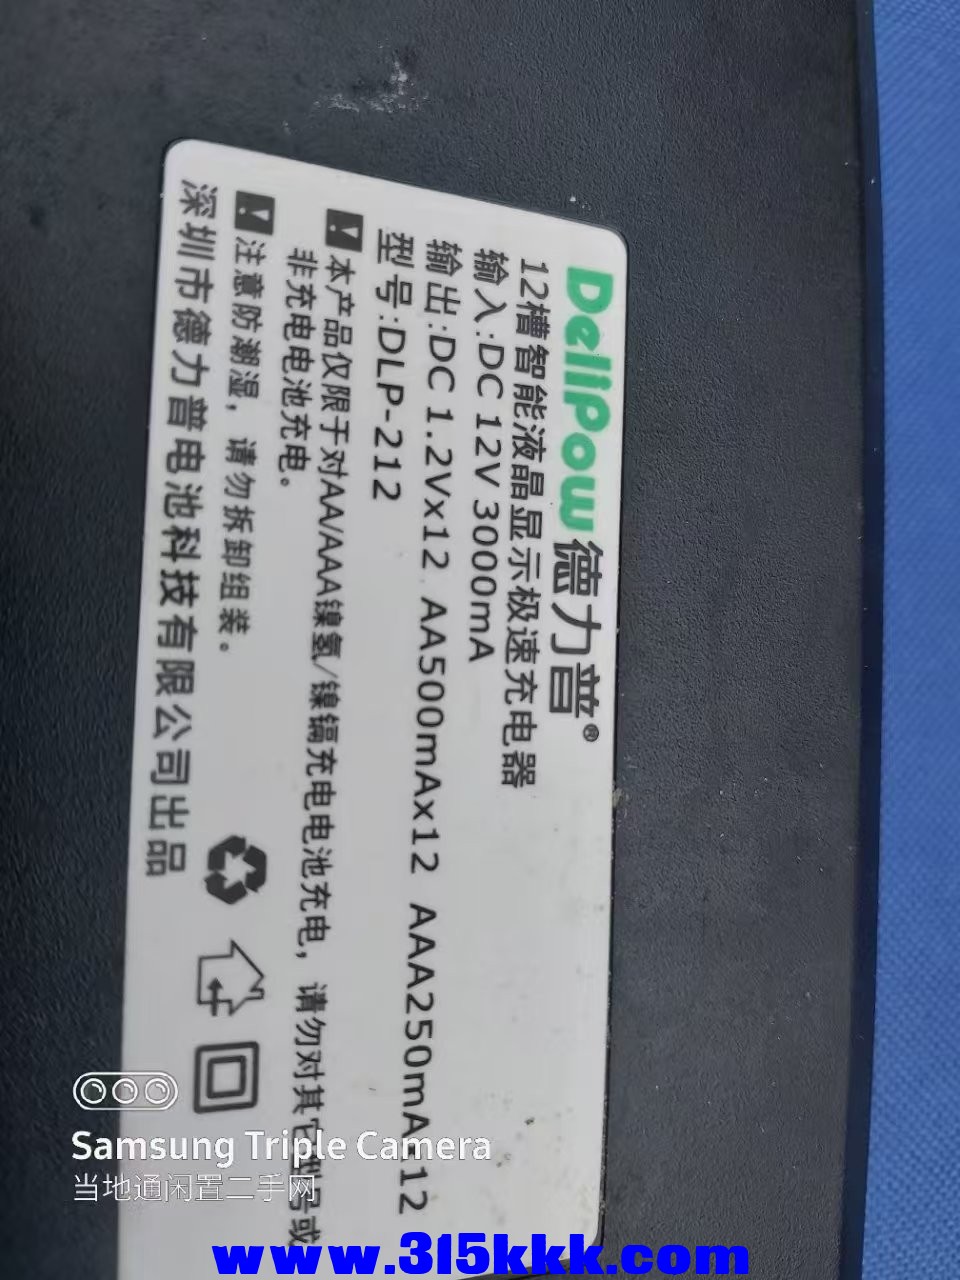 Delipow德力普®
12槽智能液晶显示极速充电器
输入:DC 12V 3000mA
输出:DC 1.2Vx12 AA500mAx12 AAA250mAx12
型号:DLP-212
本产品仅限于对AA/AAA镍氢/镍镉充电电池充电，请勿对其它型号或
非充电电池充电。
注意防潮湿，请勿拆卸组装。
深圳市德力普电池科技有限公司出品
Samsung Triple Camera
当地通闲置二手网
www.315kkk.com